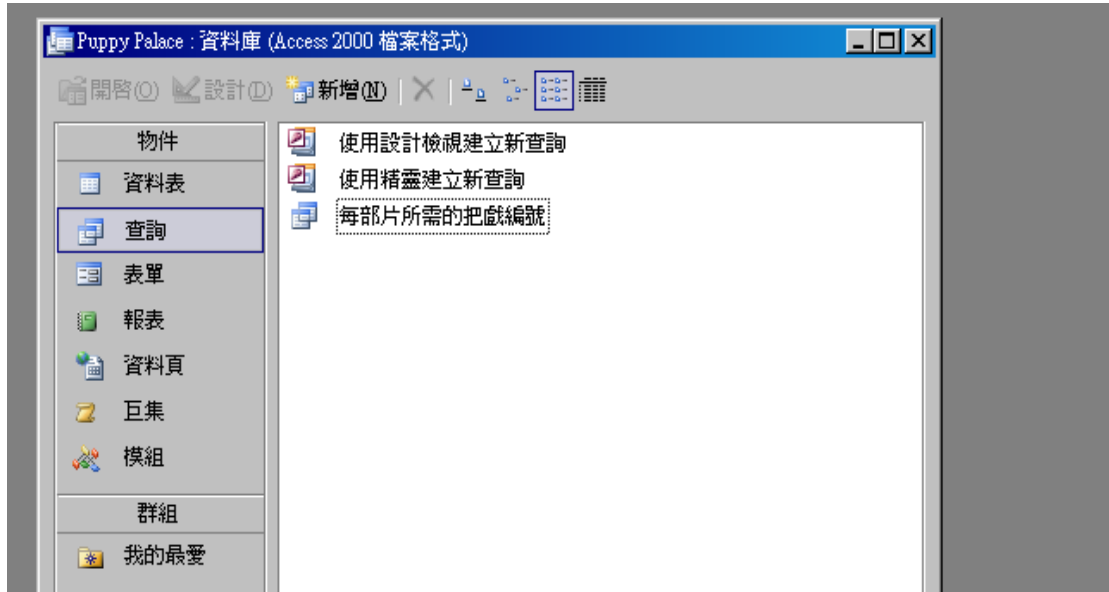 Puppy Palace : 資料庫 (Access 2000 檔案格式)
開啓(O) 設計(D) 新增(N)
物件
資料表
查詢
表單
報表
資料頁
巨集
模組
群組
我的最愛
使用設計檢視建立新查詢
使用精靈建立新查詢
每部片所需的把戲編號